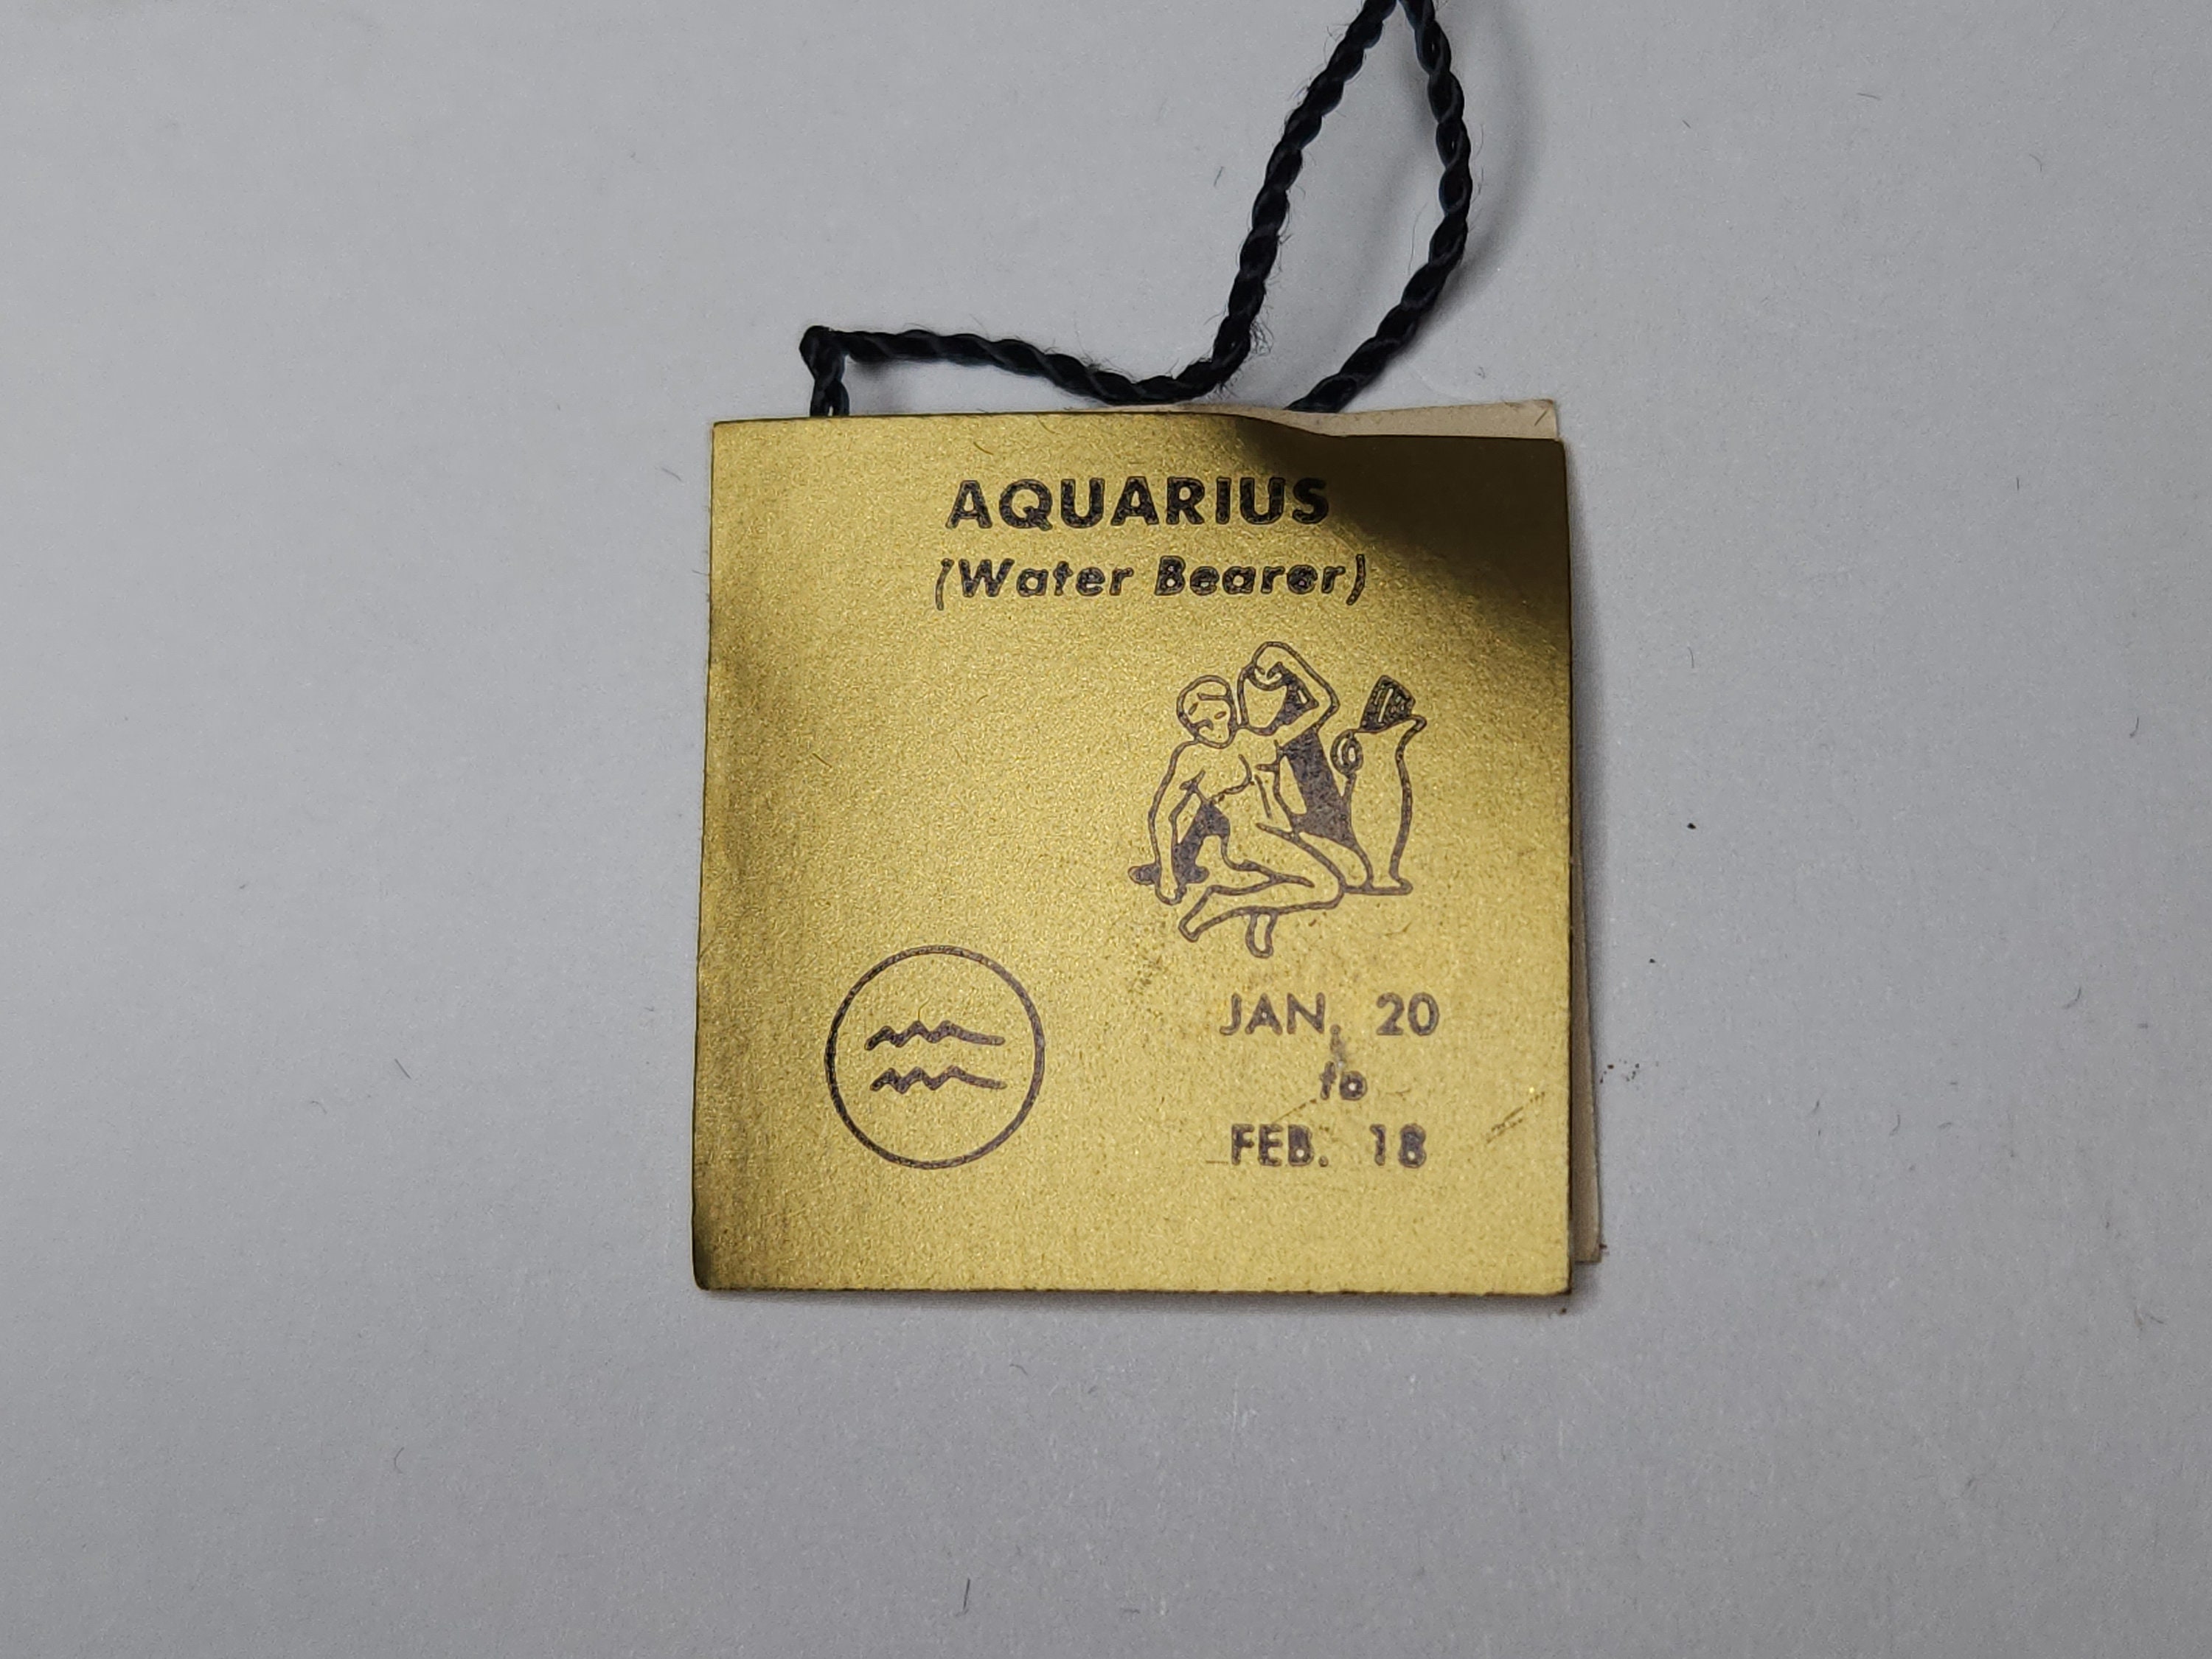 AQUARIUS
(Water Bearer)
JAN. 20
to
FEB. 18